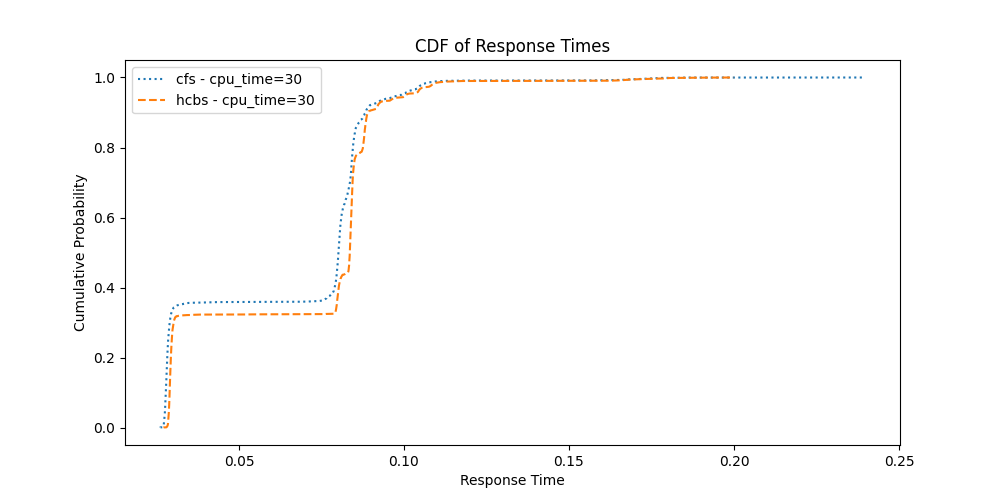 CDF of Response Times
cfs - cpu_time=30
hcbs - cpu_time=30
Cumulative Probability
1.0
0.8
0.6
0.4
0.2
0.0
0.05 0.10 0.15 0.20 0.25
Response Time